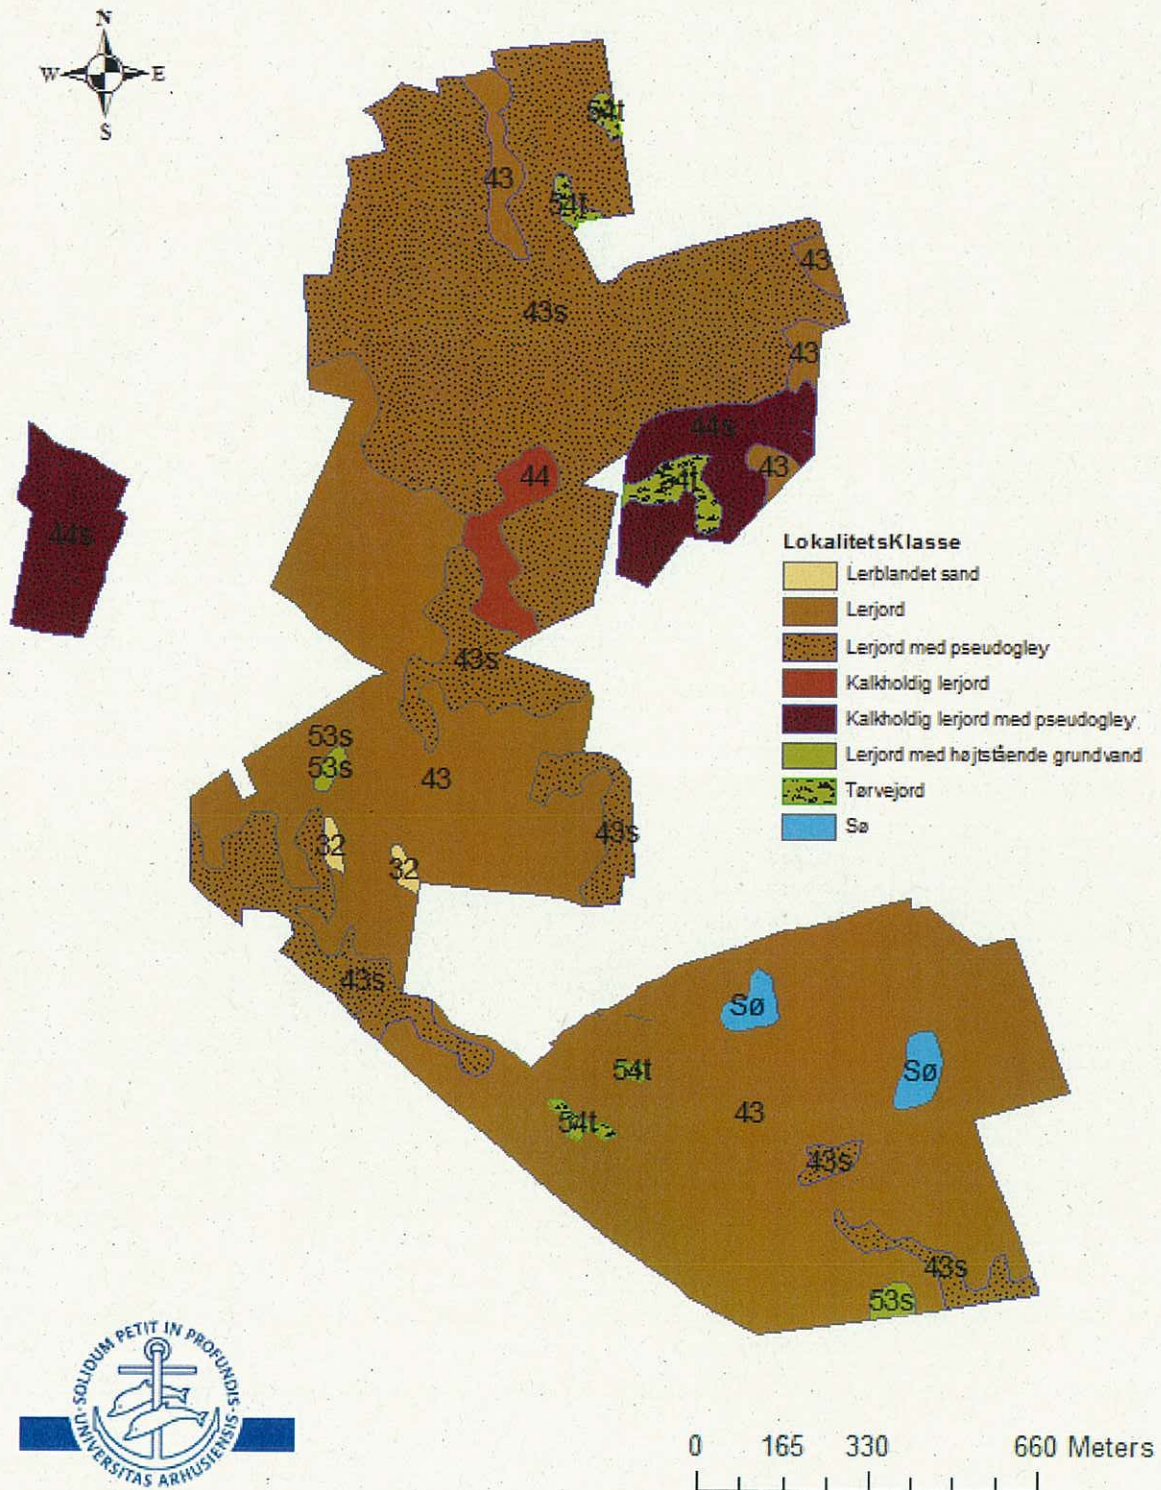 N
W E
S
54t
43
54t
43
43s
43
44s
44
43
54t
44s
LokalitetsKlasse
Lerblandet sand
Lerjord
Lerjord med pseudogley
Kalkholdig lerjord
Kalkholdig lerjord med pseudogley
Lerjord med højtstående grundvand
Tørvejord
Sø
43s
53s
53s
43
43s
32
32
43s
Sø
54t
Sø
43
54t
43s
43s
53s
SOLIDUM PETIT IN PROFUNDIS
UNIVERSITAS ARHUSIENSIS
0 165 330 660 Meters